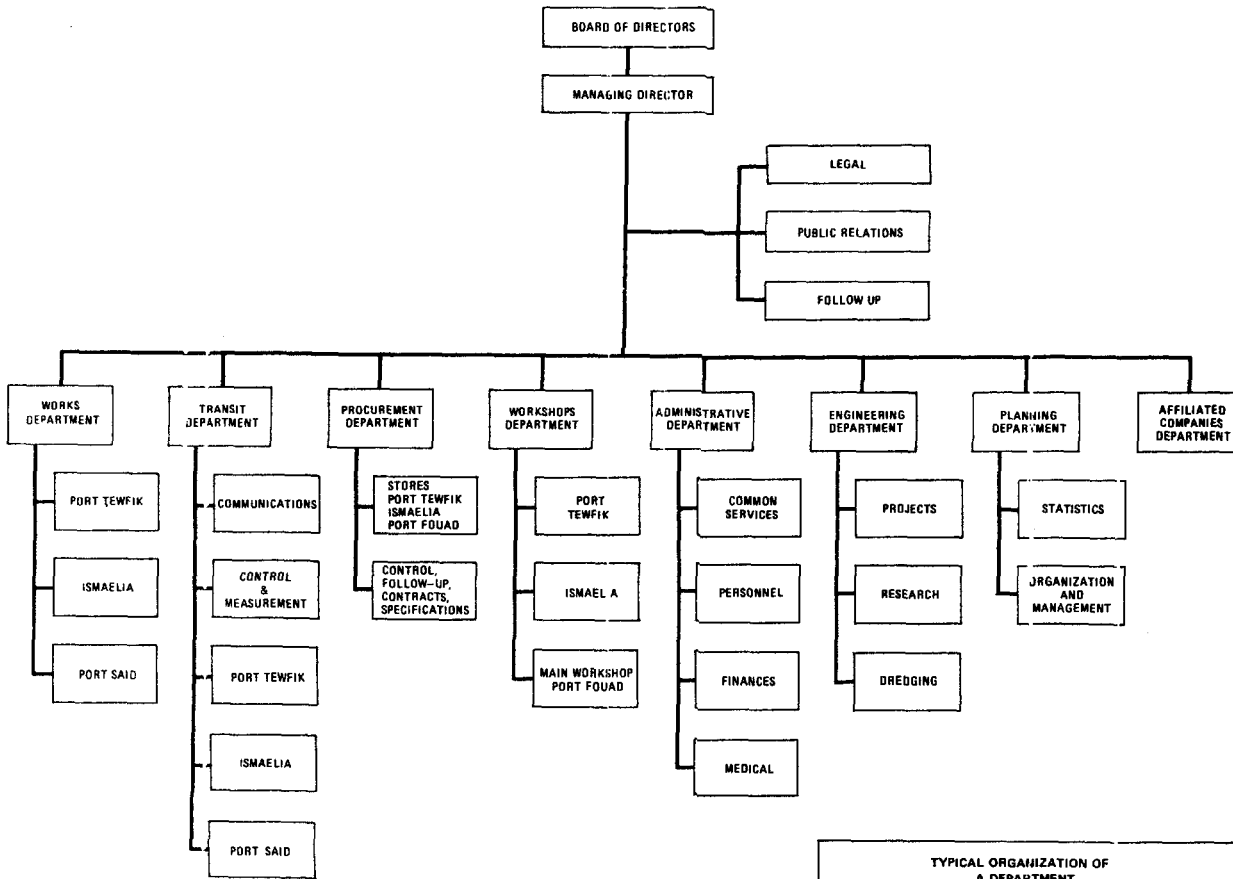 BOARD OF DIRECTORS
MANAGING DIRECTOR
LEGAL
PUBLIC RELATIONS
FOLLOW UP
WORKS
DEPARTMENT
TRANSIT
DEPARTMENT
PROCUREMENT
DEPARTMENT
WORKSHOPS
DEPARTMENT
ADMINISTRATIVE
DEPARTMENT
ENGINEERING
DEPARTMENT
PLANNING
DEPARTMENT
AFFILIATED
COMPANIES
DEPARTMENT
PORT TEWFIK
ISMAELIA
PORT SAID
COMMUNICATIONS
CONTROL
&
MEASUREMENT
PORT TEWFIK
ISMAELIA
PORT SAID
STORES
PORT TEWFIK
ISMAELIA
PORT FOUAD
CONTROL,
FOLLOW-UP,
CONTRACTS,
SPECIFICATIONS
PORT
TEWFIK
ISMAEL A
MAIN WORKSHOP
PORT FOUAD
COMMON
SERVICES
PERSONNEL
FINANCES
MEDICAL
PROJECTS
RESEARCH
DREDGING
STATISTICS
ORGANIZATION
AND
MANAGEMENT
TYPICAL ORGANIZATION OF
A DEPARTMENT